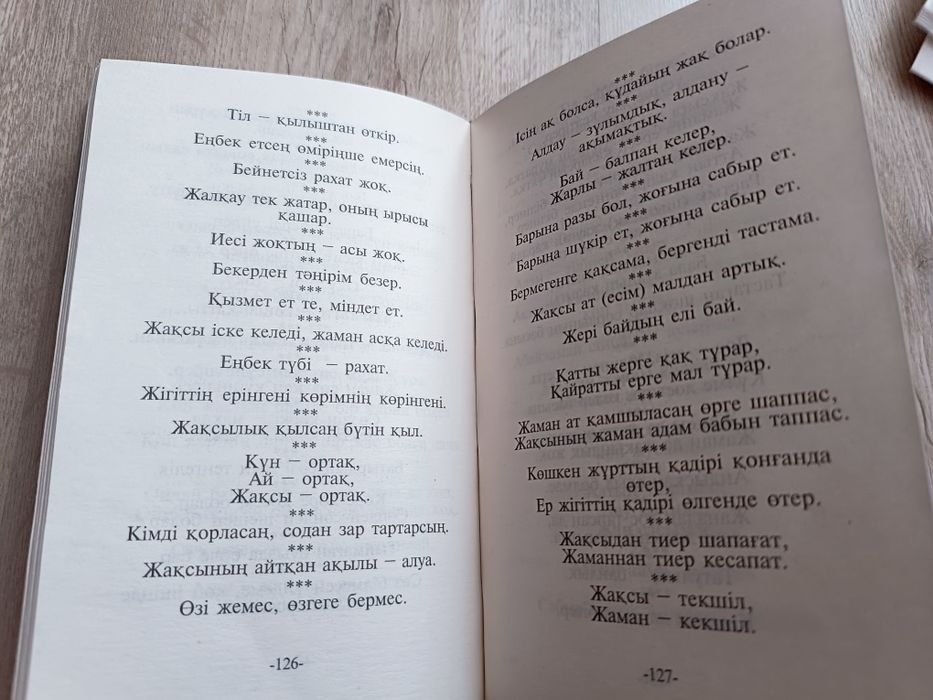 ***
Тіл – қылыштан өткір.
***
Еңбек етсең өміріңше емерсің.
***
Бейнетсіз рахат жоқ.
***
Жалқау тек жатар, оның ырысы
қашар.
***
Иесі жоқтың – асы жоқ.
***
Бекерден тәңірім безер.
***
Қызмет ет те, міндет ет.
***
Жақсы іске келеді, жаман асқа келеді.
***
Еңбек түбі – рахат.
***
Жігіттің ерінгені көрімнің көрінгені.
***
Жақсылық қылсаң бүтін қыл.
***
Күн – ортақ,
Ай – ортақ,
Жақсы – ортақ.
***
Кімді қорласаң, содан зар тартарсың.
***
Жақсының айтқан ақылы – алуа.
***
Өзі жемес, өзгеге бермес.
-126-
***
Ісің ақ болса, құдайың жақ болар.
***
Алдау – зұлымдық, алдану –
ақымақтық.
***
Бай – балпаң келер,
Жарлы – жалтаң келер.
***
Барына разы бол, жоғына сабыр ет.
***
Барына шүкір ет, жоғына сабыр ет.
***
Бермегенге қақсама, бергенді тастама.
***
Жақсы ат (есім) малдан артық.
***
Жері байдың елі бай.
***
Қатты жерге қақ тұрар,
Қайратты ерге мал тұрар.
***
Жаман ат қамшыласаң өрге шаппас,
Жақсының жаман адам бабын таппас.
***
Көшкен жұрттың қадірі қонғанда
өтер,
Ер жігіттің қадірі өлгенде өтер.
***
Жақсыдан тиер шапағат,
Жаманнан тиер кесапат.
***
Жақсы – текшіл,
Жаман – кекшіл.
-127-